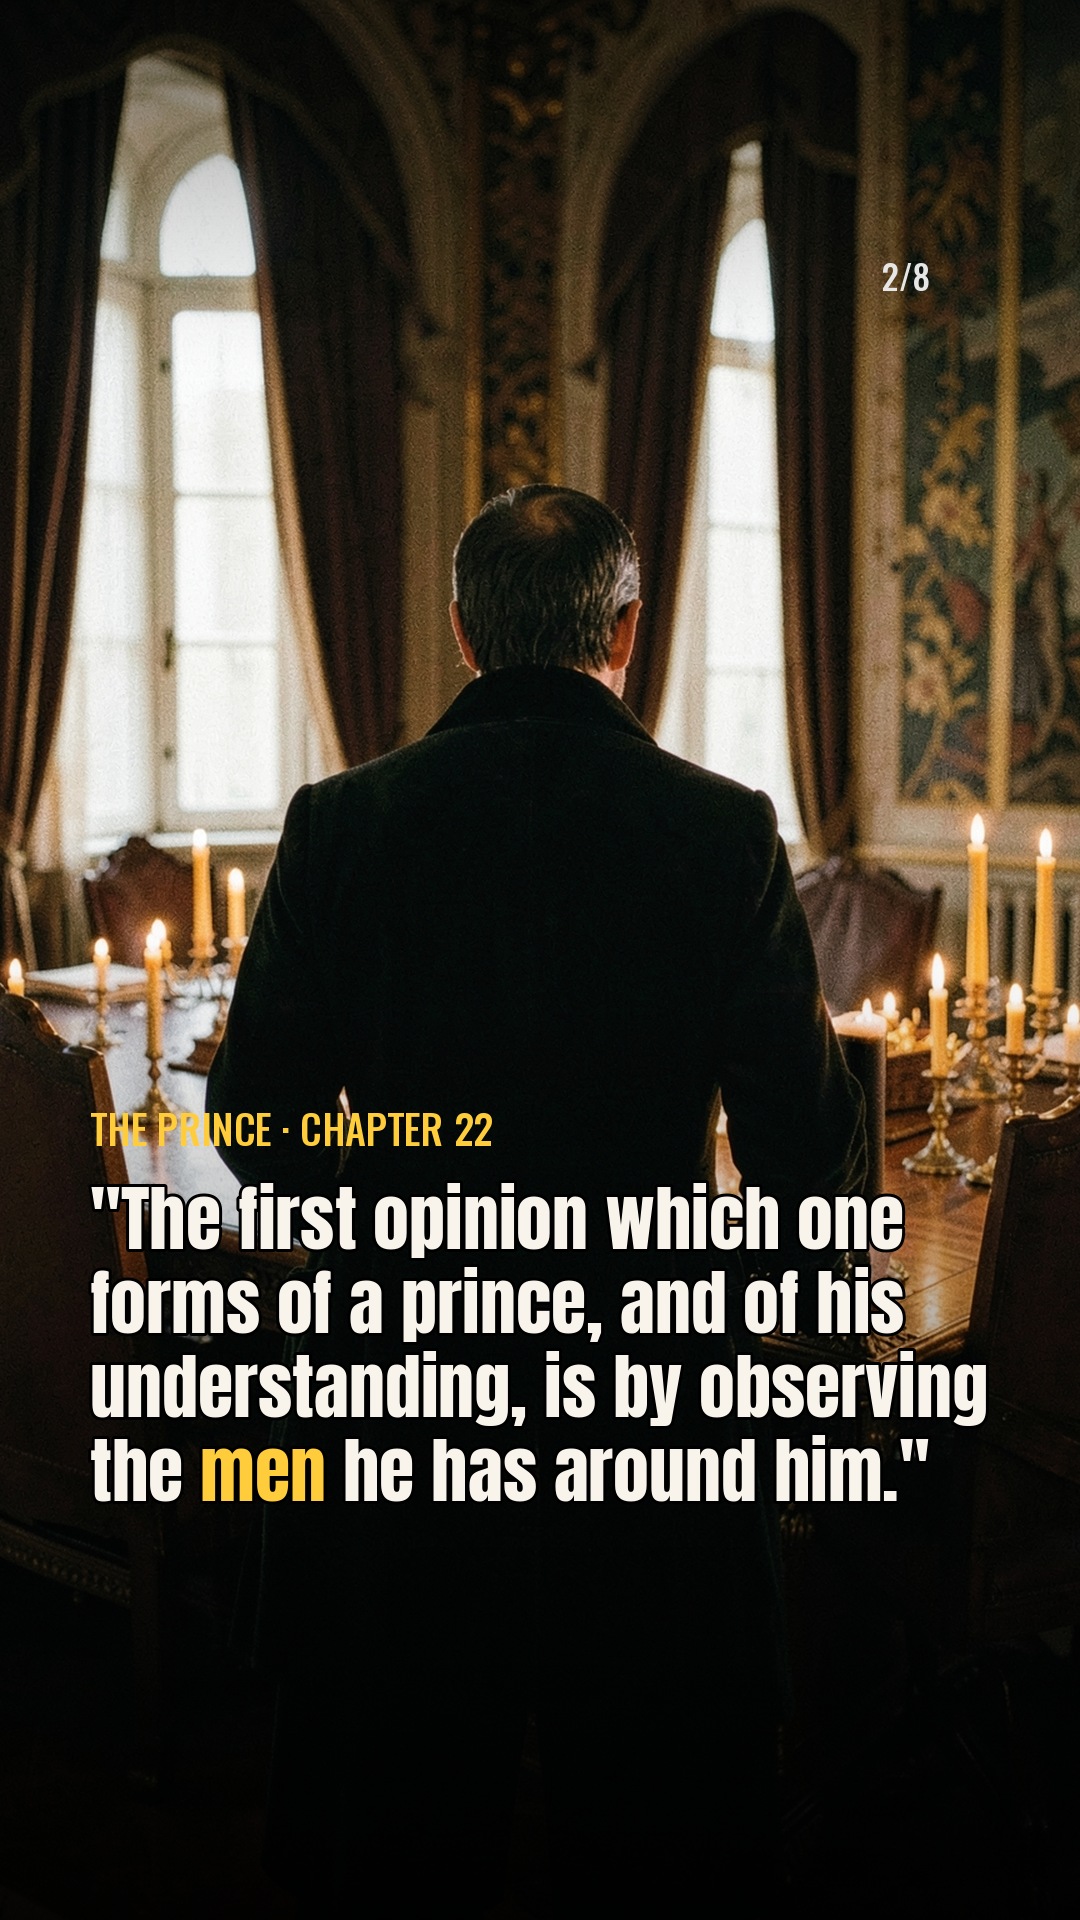 2/8
THE PRINCE · CHAPTER 22
"The first opinion which one
forms of a prince, and of his
understanding, is by observing
the men he has around him."